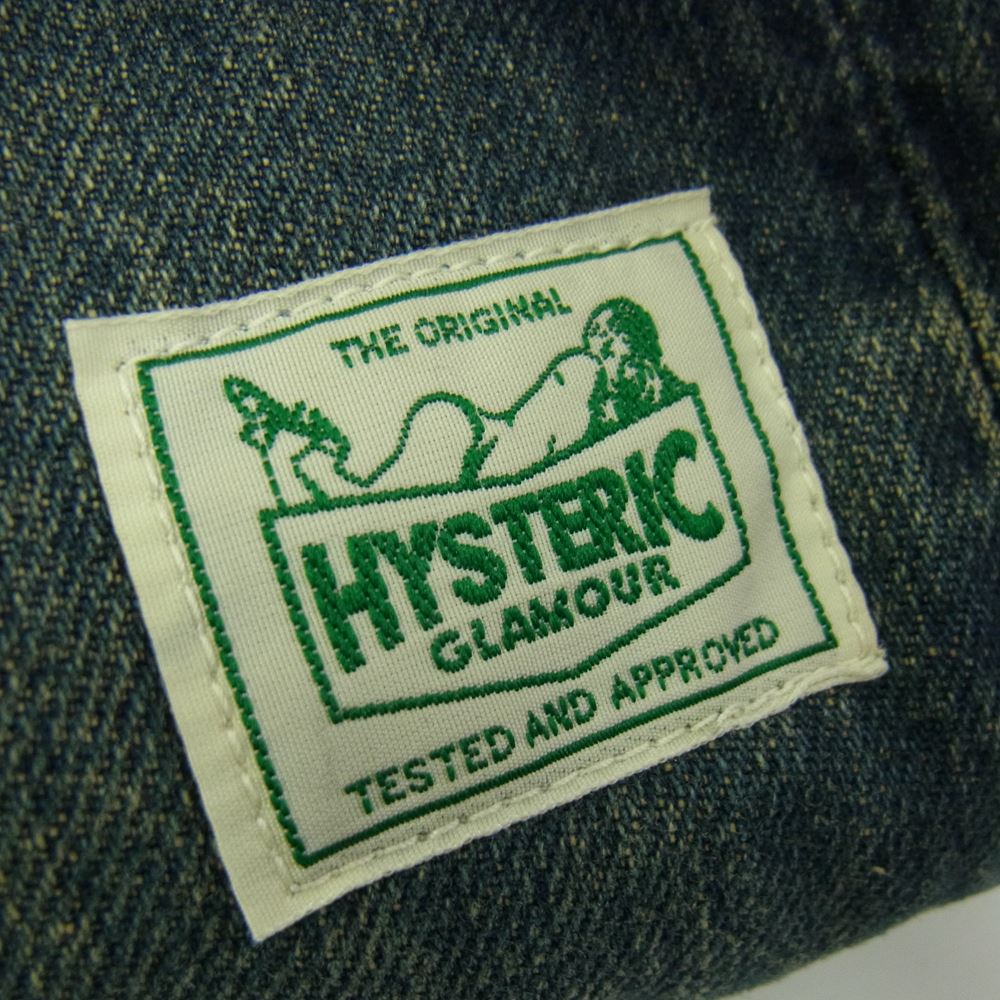 THE ORIGINAL
HYSTERIC
GLAMOUR
TESTED AND APPROVED